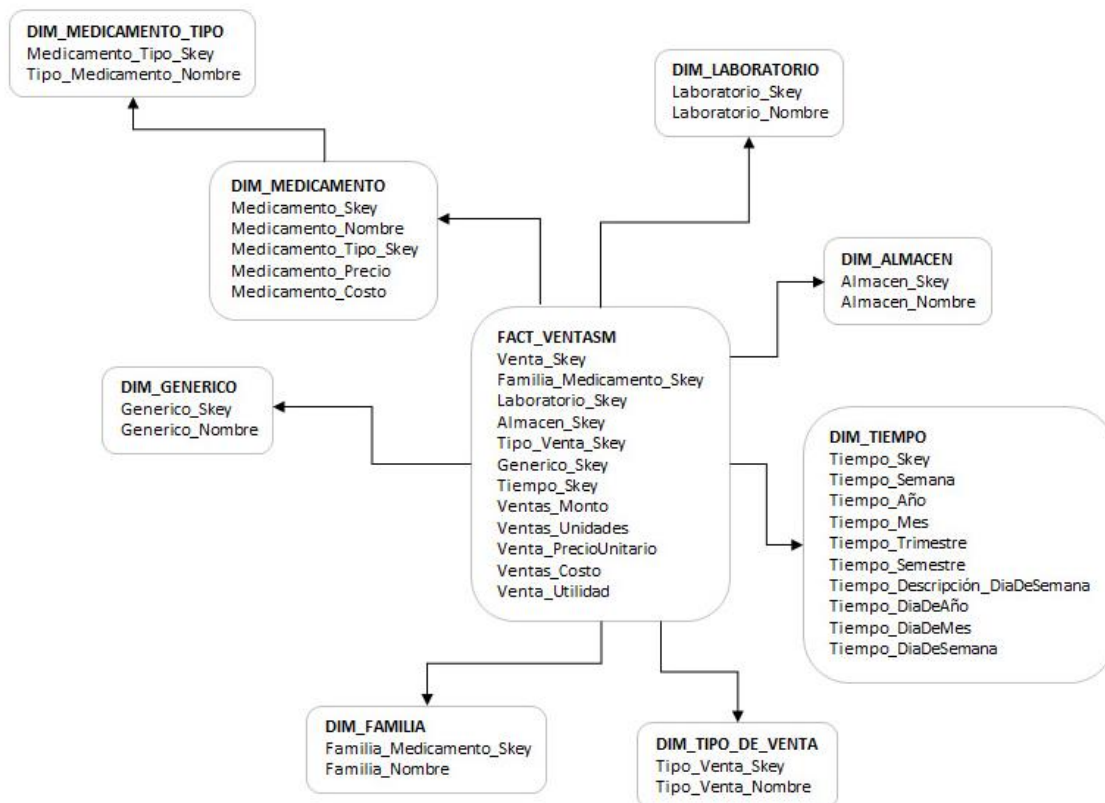 DIM_MEDICAMENTO_TIPO
Medicamento_Tipo_Skey
Tipo_Medicamento_Nombre
DIM_LABORATORIO
Laboratorio_Skey
Laboratorio_Nombre
DIM_MEDICAMENTO
Medicamento_Skey
Medicamento_Nombre
Medicamento_Tipo_Skey
Medicamento_Precio
Medicamento_Costo
DIM_ALMACEN
Almacen_Skey
Almacen_Nombre
FACT_VENTASM
Venta_Skey
Familia_Medicamento_Skey
Laboratorio_Skey
Almacen_Skey
Tipo_Venta_Skey
Generico_Skey
Tiempo_Skey
Ventas_Monto
Ventas_Unidades
Venta_PrecioUnitario
Ventas_Costo
Venta_Utilidad
DIM_GENERICO
Generico_Skey
Generico_Nombre
DIM_TIEMPO
Tiempo_Skey
Tiempo_Semana
Tiempo_Año
Tiempo_Mes
Tiempo_Trimestre
Tiempo_Semestre
Tiempo_Descripción_DiaDeSemana
Tiempo_DiaDeAño
Tiempo_DiaDeMes
Tiempo_DiaDeSemana
DIM_FAMILIA
Familia_Medicamento_Skey
Familia_Nombre
DIM_TIPO_DE_VENTA
Tipo_Venta_Skey
Tipo_Venta_Nombre